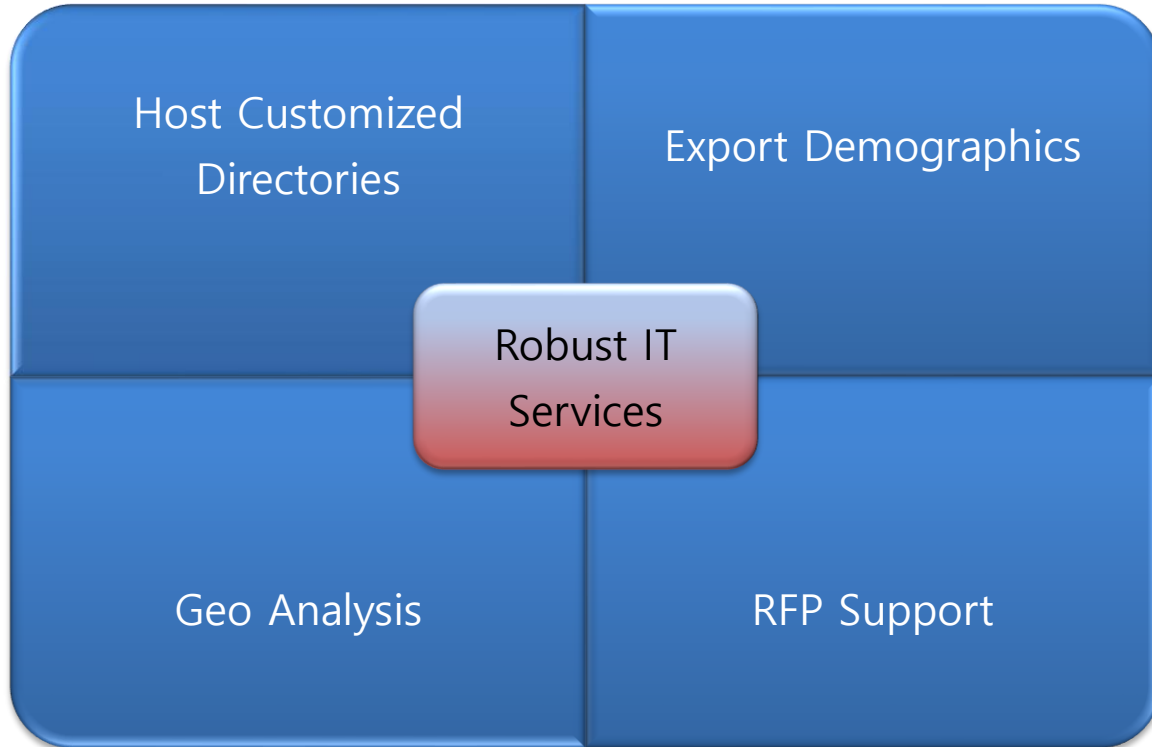 Host Customized
Directories
Export Demographics
Robust IT
Services
Geo Analysis
RFP Support